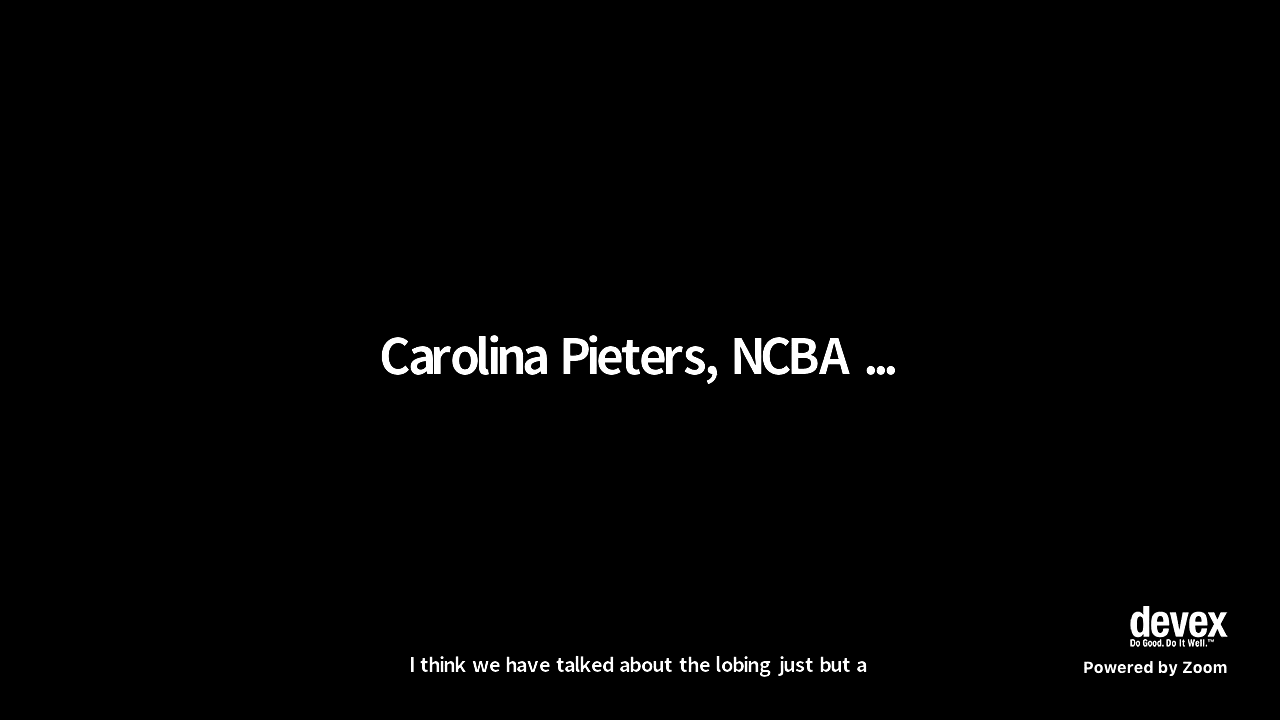 Carolina Pieters, NCBA ...
devex
Do Good. Do It Well.™
I think we have talked about the lobing just but a
Powered by Zoom